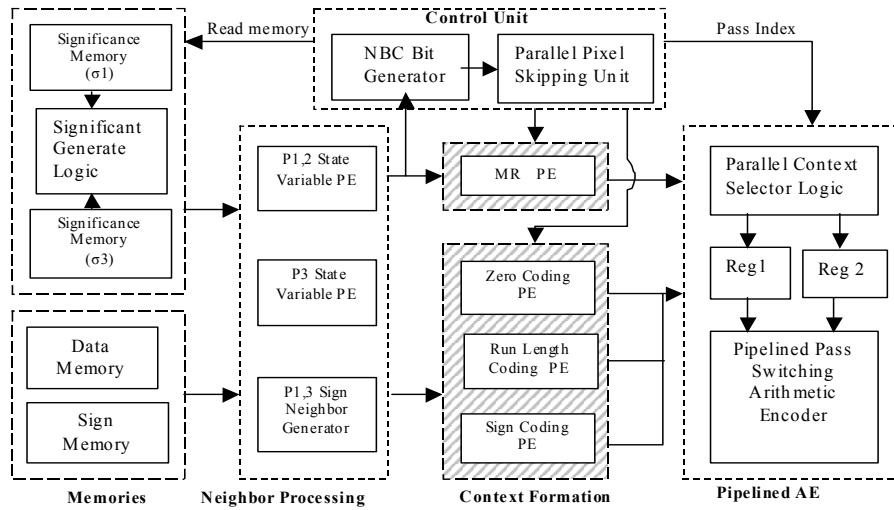 Control Unit
Read memory
Pass Index
Significance
Memory
(σ1)
Significant
Generate
Logic
Significance
Memory
(σ3)
Data
Memory
Sign
Memory
Memories
P1,2 State
Variable PE
P3 State
Variable PE
P1,3 Sign
Neighbor
Generator
Neighbor Processing
NBC Bit
Generator
Parallel Pixel
Skipping Unit
MR PE
Zero Coding
PE
Run Length
Coding PE
Sign Coding
PE
Context Formation
Parallel Context
Selector Logic
Reg1
Reg 2
Pipelined Pass
Switching
Arithmetic
Encoder
Pipelined AE